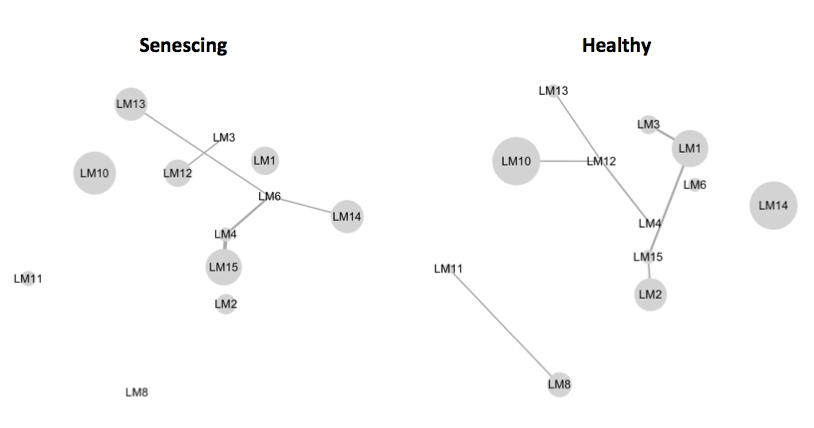 Senescing
LM13
LM3
LM1
LM10
LM12
LM6
LM14
LM4
LM15
LM11
LM2
LM8
Healthy
LM13
LM3
LM1
LM10
LM12
LM6
LM14
LM4
LM15
LM11
LM2
LM8